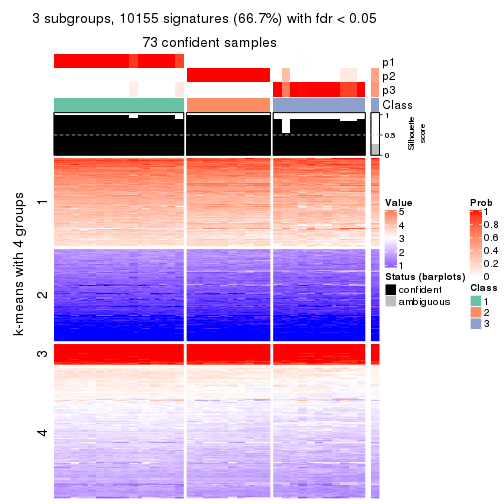 3 subgroups, 10155 signatures (66.7%) with fdr < 0.05
73 confident samples
p1
p2
p3
Class
1
0.5
0
Silhouette
score
k-means with 4 groups
1
2
3
4
Value
5
4
3
2
1
Status (barplots)
confident
ambiguous
Prob
1
0.8
0.6
0.4
0.2
0
Class
1
2
3